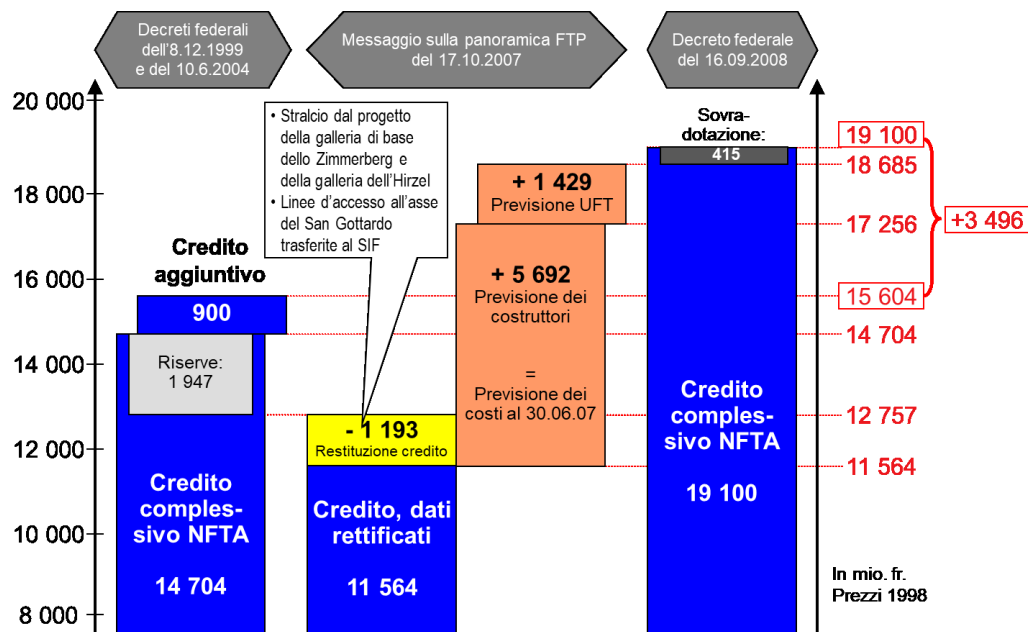 Decreti federali
dell'8.12.1999
e del 10.6.2004
Messaggio sulla panoramica FTP
del 17.10.2007
Decreto federale
del 16.09.2008
20 000
18 000
16 000
14 000
12 000
10 000
8 000
Credito
aggiuntivo
900
Riserve:
1 947
Credito
comples-
sivo NFTA
14 704
• Stralcio dal progetto
della galleria di base
dello Zimmerberg e
della galleria dell'Hirzel
• Linee d'accesso all'asse
del San Gottardo
trasferite al SIF
- 1 193
Restituzione credito
Credito, dati
rettificati
11 564
+ 1 429
Previsione UFT
+ 5 692
Previsione dei
costruttori
=
Previsione dei
costi al 30.06.07
Sovra-
dotazione:
415
Credito
comples-
sivo NFTA
19 100
19 100
18 685
17 256
15 604
14 704
12 757
11 564
+3 496
In mio. fr.
Prezzi 1998